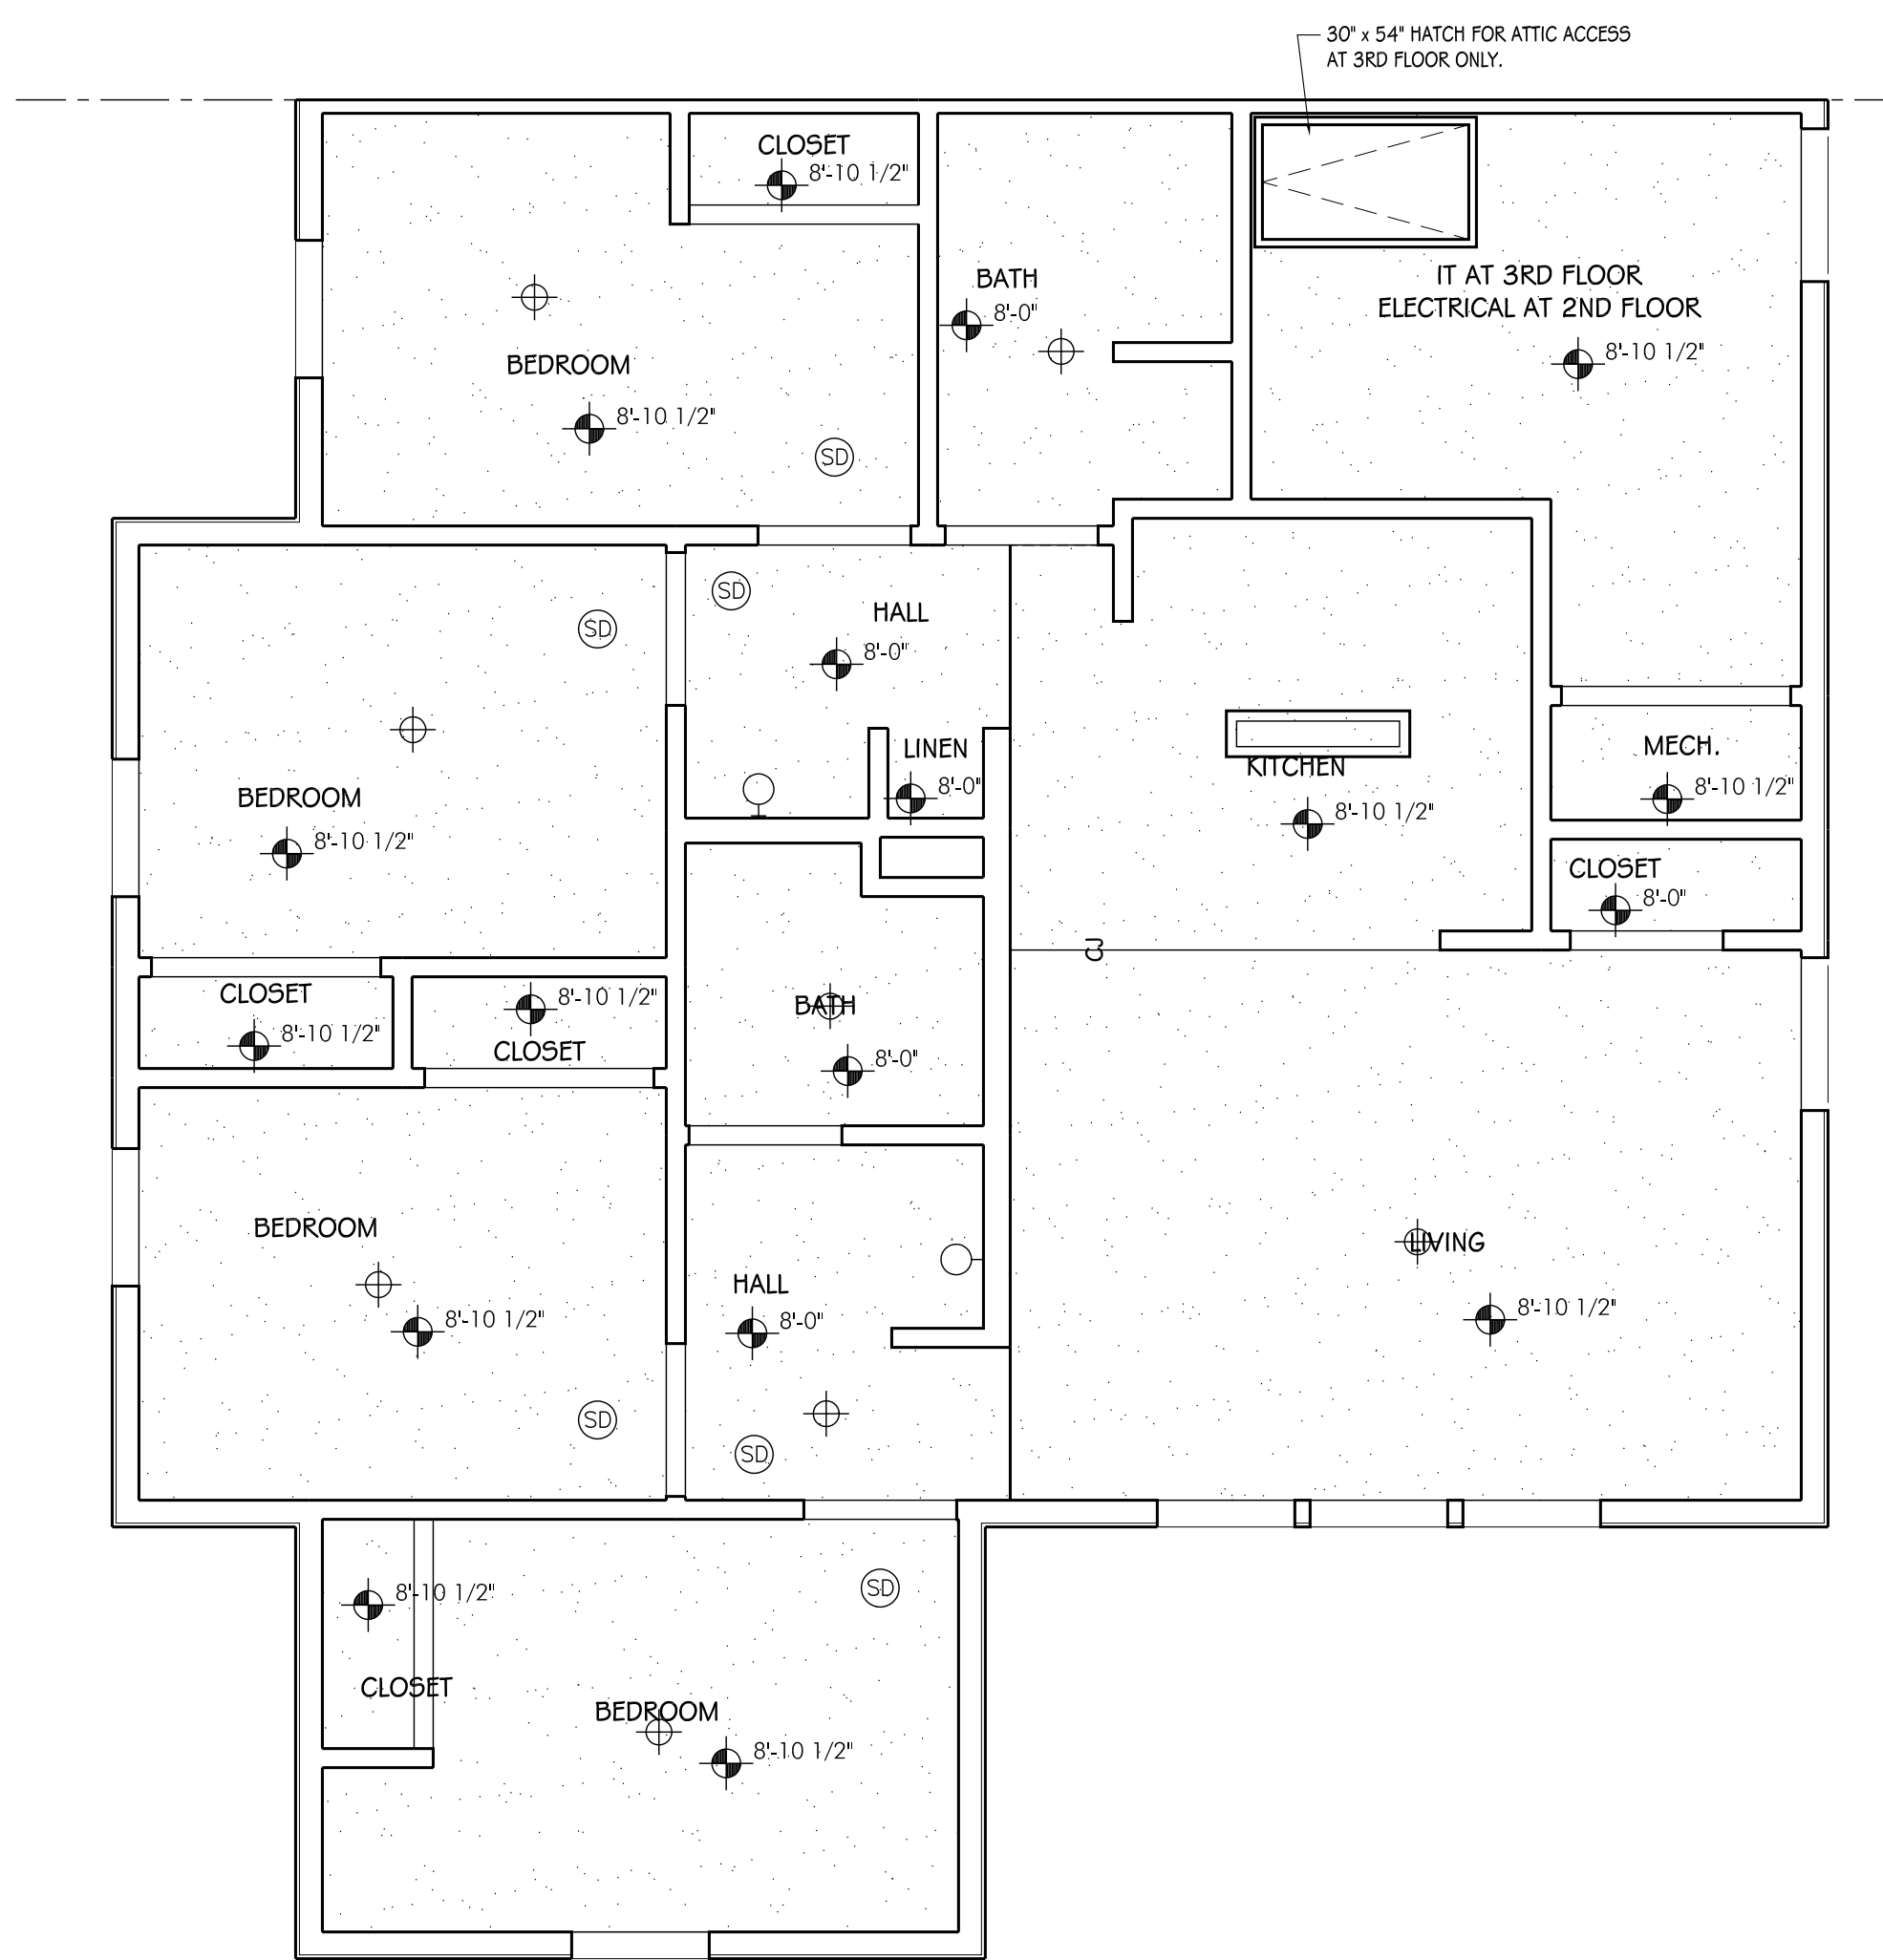 30" x 54" HATCH FOR ATTIC ACCESS
AT 3RD FLOOR ONLY.
CLOSET
8'-10 1/2"
BATH
8'-0"
IT AT 3RD FLOOR
ELECTRICAL AT 2ND FLOOR
8'-10 1/2"
BEDROOM
8'-10 1/2"
SD
SD
HALL
8'-0"
SD
BEDROOM
8'-10 1/2"
LINEN
8'-0"
KITCHEN
8'-10 1/2"
MECH.
8'-10 1/2"
CLOSET
8'-0"
CJ
CLOSET
8'-10 1/2"
8'-10 1/2"
CLOSET
BATH
8'-0"
BEDROOM
8'-10 1/2"
SD
HALL
8'-0"
SD
LIVING
8'-10 1/2"
8'-10 1/2"
CLOSET
SD
BEDROOM
8'-10 1/2"